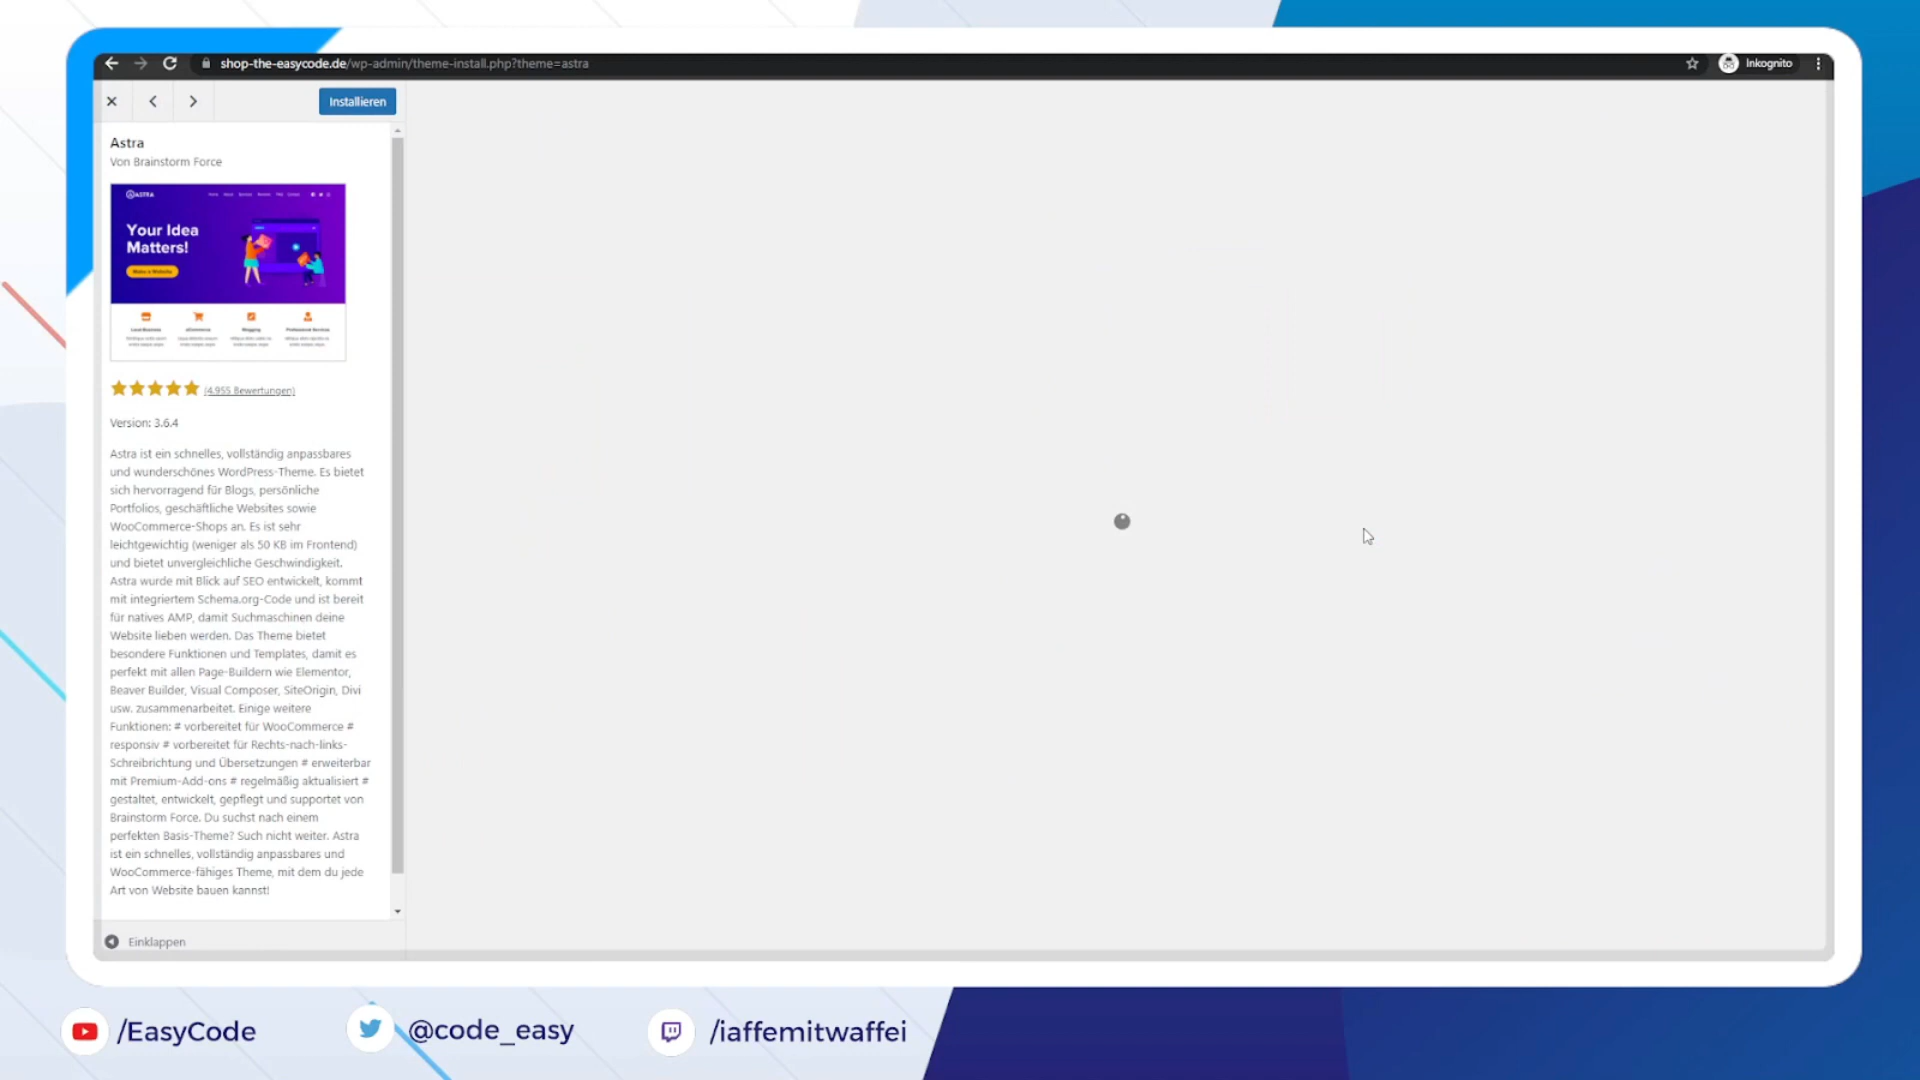 shop-the-easycode.de/wp-admin/theme-install.php?theme=astra
Inkognito
Installieren
Astra
Von Brainstorm Force
ASTRA
Your Idea
Matters!
Make a Website
(4.955 Bewertungen)
Version: 3.6.4
Astra ist ein schnelles, vollständig anpassbares
und wunderschönes WordPress-Theme. Es bietet
sich hervorragend für Blogs, persönliche
Portfolios, geschäftliche Websites sowie
WooCommerce-Shops an. Es ist sehr
leichtgewichtig (weniger als 50 KB im Frontend)
und bietet unvergleichliche Geschwindigkeit.
Astra wurde mit Blick auf SEO entwickelt, kommt
mit integriertem Schema.org-Code und ist bereit
für natives AMP, damit Suchmaschinen deine
Website lieben werden. Das Theme bietet
besondere Funktionen und Templates, damit es
perfekt mit allen Page-Buildern wie Elementor,
Beaver Builder, Visual Composer, SiteOrigin, Divi
usw. zusammenarbeitet. Einige weitere
Funktionen: # vorbereitet für WooCommerce #
responsiv # vorbereitet für Rechts-nach-links-
Schreibrichtung und Übersetzungen # erweiterbar
mit Premium-Add-ons # regelmäßig aktualisiert #
gestaltet, entwickelt, gepflegt und supportet von
Brainstorm Force. Du suchst nach einem
perfekten Basis-Theme? Such nicht weiter. Astra
ist ein schnelles, vollständig anpassbares und
WooCommerce-fähiges Theme, mit dem du jede
Art von Website bauen kannst!
Einklappen
/EasyCode
@code_easy
/iaffemitwaffei